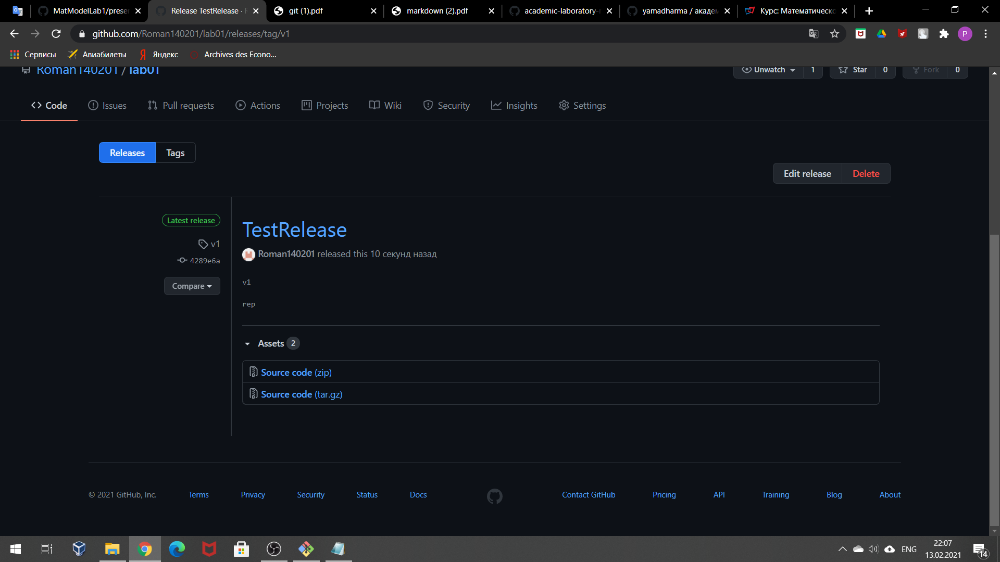 MatModelLab1/prese
Release TestRelease ·
git (1).pdf
markdown (2).pdf
academic-laboratory-
yamadharma / акаде
Курс: Математическо
github.com/Roman140201/lab01/releases/tag/v1
P
Сервисы
Авиабилеты
Яндекс
Archives des Econo...
Roman140201 / lab01
Unwatch 1
Star 0
Fork 0
Code
Issues
Pull requests
Actions
Projects
Wiki
Security
Insights
Settings
Releases
Tags
Edit release
Delete
Latest release
v1
4289e6a
Compare
TestRelease
Roman140201 released this 10 секунд назад
v1
rep
Assets 2
Source code (zip)
Source code (tar.gz)
© 2021 GitHub, Inc.
Terms
Privacy
Security
Status
Docs
Contact GitHub
Pricing
API
Training
Blog
About
ENG
22:07
13.02.2021
14